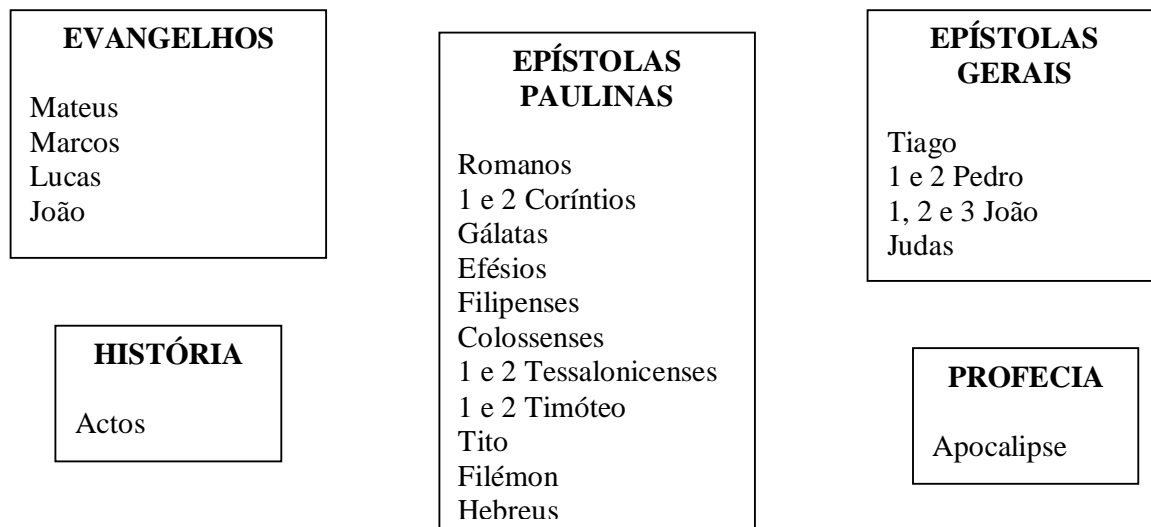 EVANGELHOS
Mateus
Marcos
Lucas
João
HISTÓRIA
Actos
EPÍSTOLAS
PAULINAS
Romanos
1 e 2 Coríntios
Gálatas
Efésios
Filipenses
Colossenses
1 e 2 Tessalonicenses
1 e 2 Timóteo
Tito
Filémon
Hebreus
EPÍSTOLAS
GERAIS
Tiago
1 e 2 Pedro
1, 2 e 3 João
Judas
PROFECIA
Apocalipse